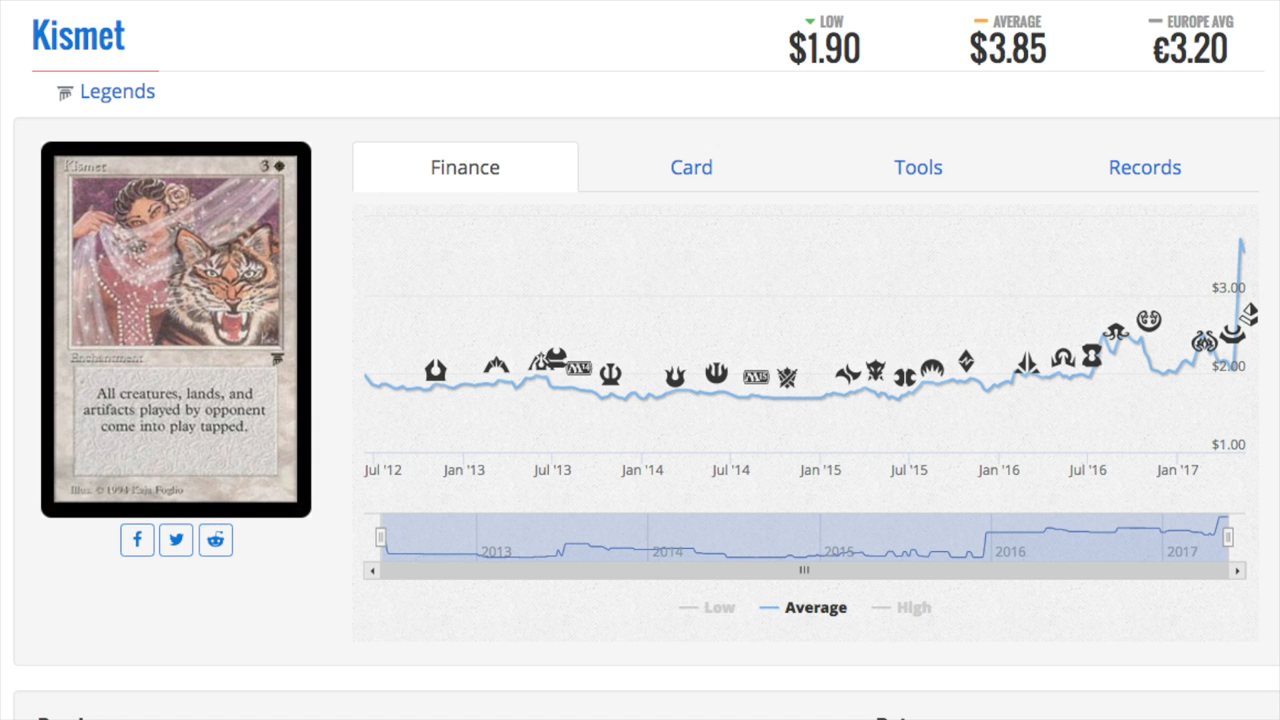 Kismet
LOW
$1.90
AVERAGE
$3.85
EUROPE AVG
€3.20
Legends
Kismet 3
Enchantment
All creatures, lands, and
artifacts played by opponent
come into play tapped.
Illus. © 1994 Kaja Foglio
Finance Card Tools Records
$3.00
$2.00
$1.00
M14
M15
Jul '12 Jan '13 Jul '13 Jan '14 Jul '14 Jan '15 Jul '15 Jan '16 Jul '16 Jan '17
2013 2014 2015 2016 2017
Low Average High